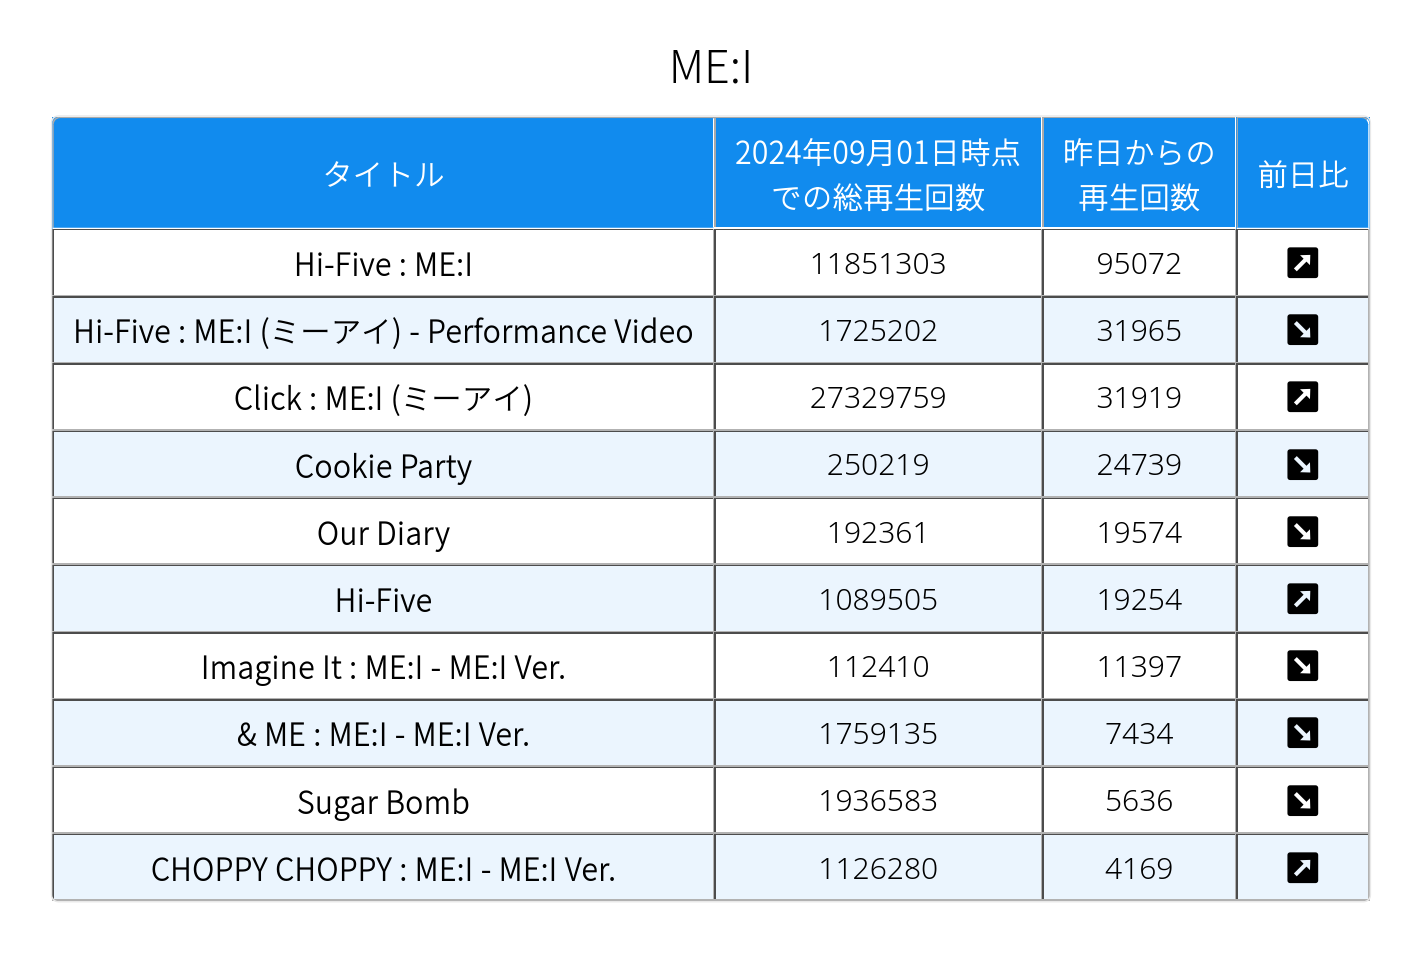 ME:I
タイトル
2024年09月01日時点
での総再生回数
昨日からの
再生回数
前日比
Hi-Five : ME:I 11851303 95072 ↗
Hi-Five : ME:I (ミーアイ) - Performance Video 1725202 31965 ↘
Click : ME:I (ミーアイ) 27329759 31919 ↗
Cookie Party 250219 24739 ↘
Our Diary 192361 19574 ↘
Hi-Five 1089505 19254 ↗
Imagine It : ME:I - ME:I Ver. 112410 11397 ↘
& ME : ME:I - ME:I Ver. 1759135 7434 ↘
Sugar Bomb 1936583 5636 ↘
CHOPPY CHOPPY : ME:I - ME:I Ver. 1126280 4169 ↗